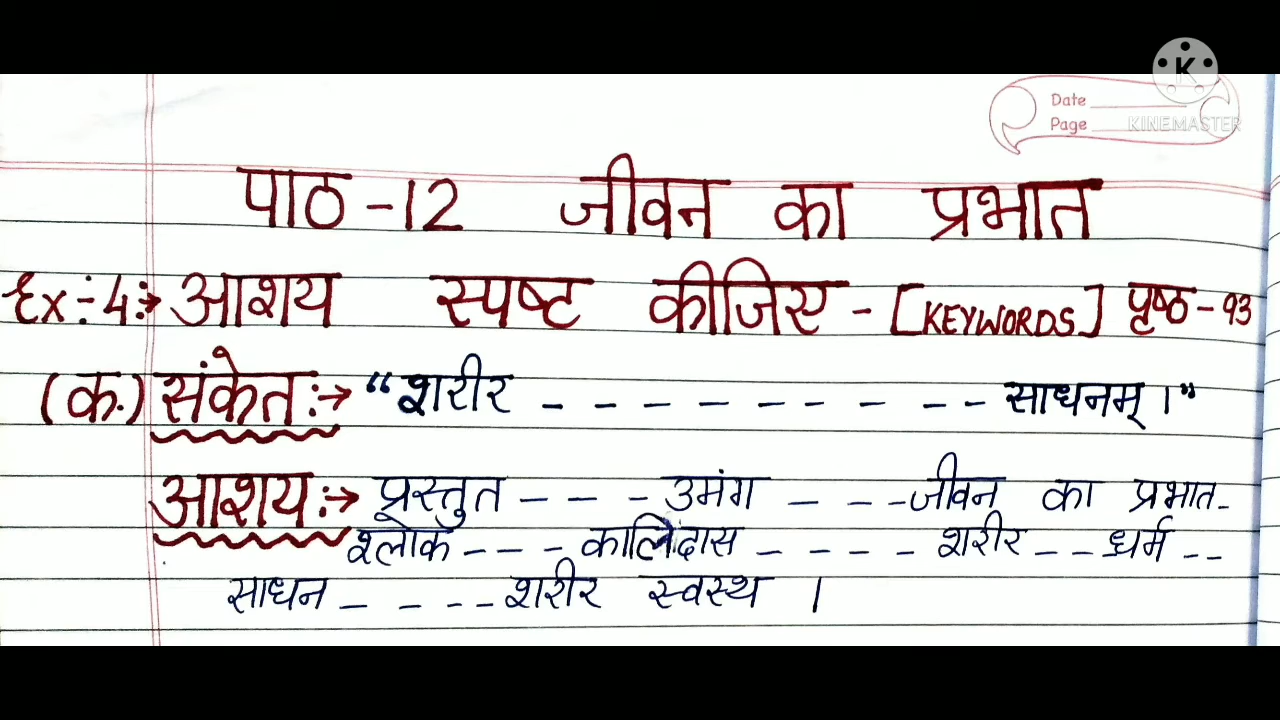 K
KINEMASTER
Date
Page
पाठ -12 जीवन का प्रभात
Ex÷4:→ आशय स्पष्ट कीजिए - [KEYWORDS] पृष्ठ - 93
(क.) संकेत:→ “शरीर - - - - - - - - - - साधनम् ।”
आशय:→ प्रस्तुत - - - उमंग - - - जीवन का प्रभात-
श्लोक - - - कालिदास - - - - शरीर - - धर्म - -
साधन - - - - शरीर स्वस्थ ।